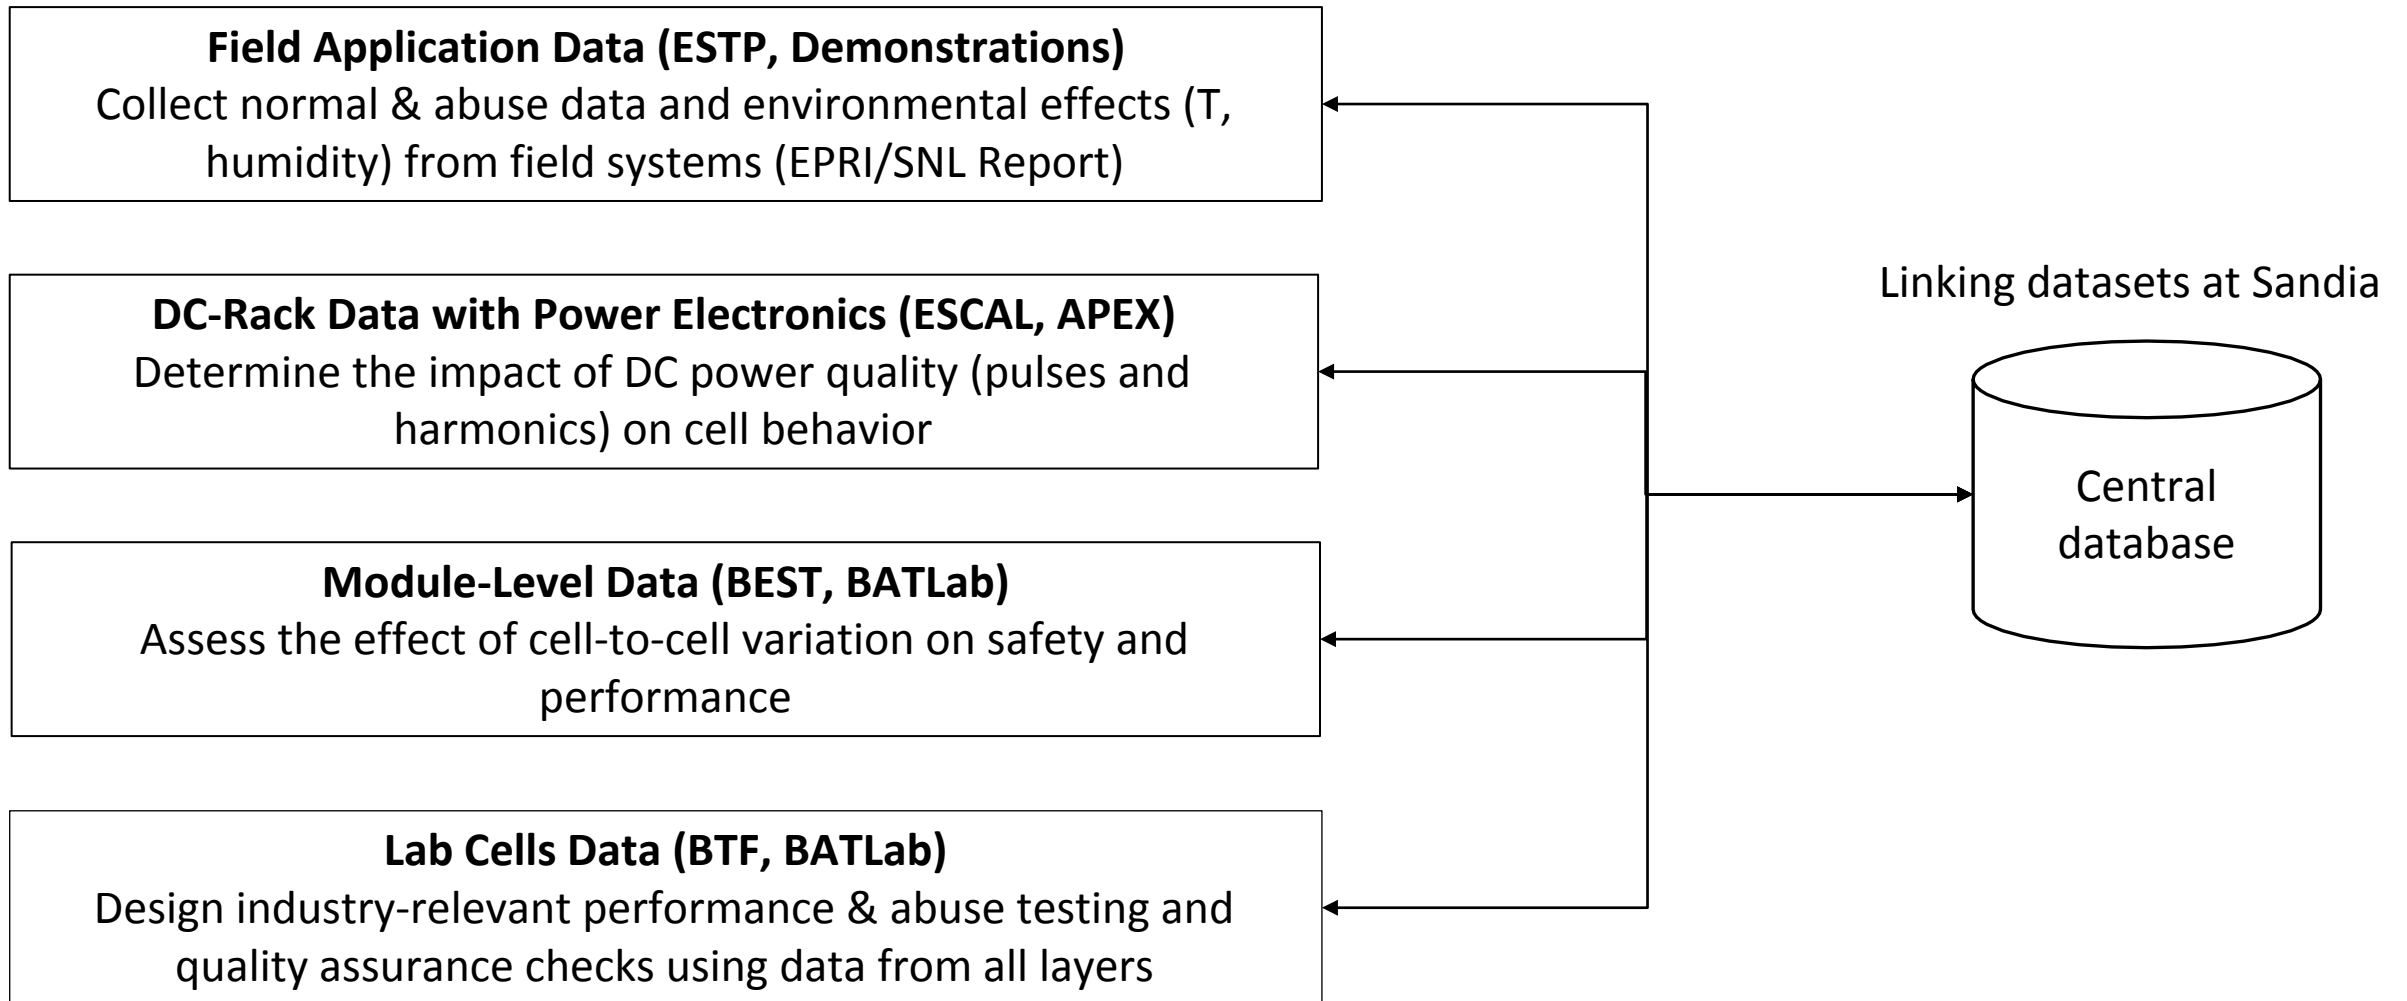 Field Application Data (ESTP, Demonstrations)
Collect normal & abuse data and environmental effects (T,
humidity) from field systems (EPRI/SNL Report)
DC-Rack Data with Power Electronics (ESCAL, APEX)
Determine the impact of DC power quality (pulses and
harmonics) on cell behavior
Module-Level Data (BEST, BATLab)
Assess the effect of cell-to-cell variation on safety and
performance
Lab Cells Data (BTF, BATLab)
Design industry-relevant performance & abuse testing and
quality assurance checks using data from all layers
Linking datasets at Sandia
Central
database